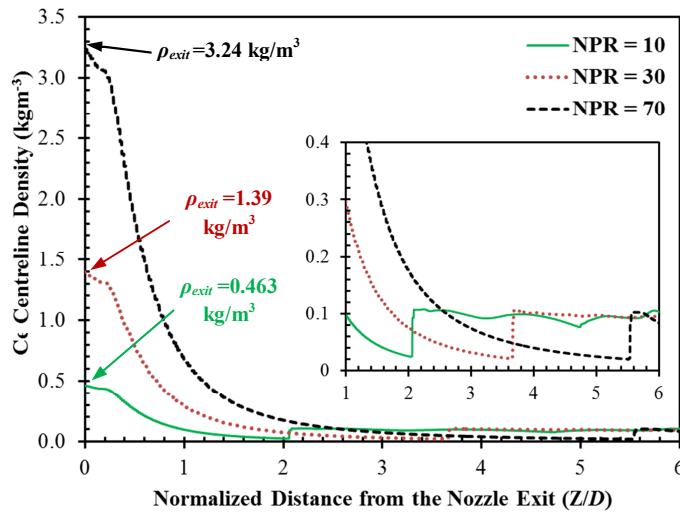 3.5
3.0
2.5
2.0
1.5
1.0
0.5
0.0
Cє Centreline Density (kgm⁻³)
ρexit =3.24 kg/m³
ρexit =1.39
kg/m³
ρexit =0.463
kg/m³
NPR = 10
NPR = 30
NPR = 70
0.4
0.3
0.2
0.1
0
1 2 3 4 5 6
0 1 2 3 4 5 6
Normalized Distance from the Nozzle Exit (Z/D)